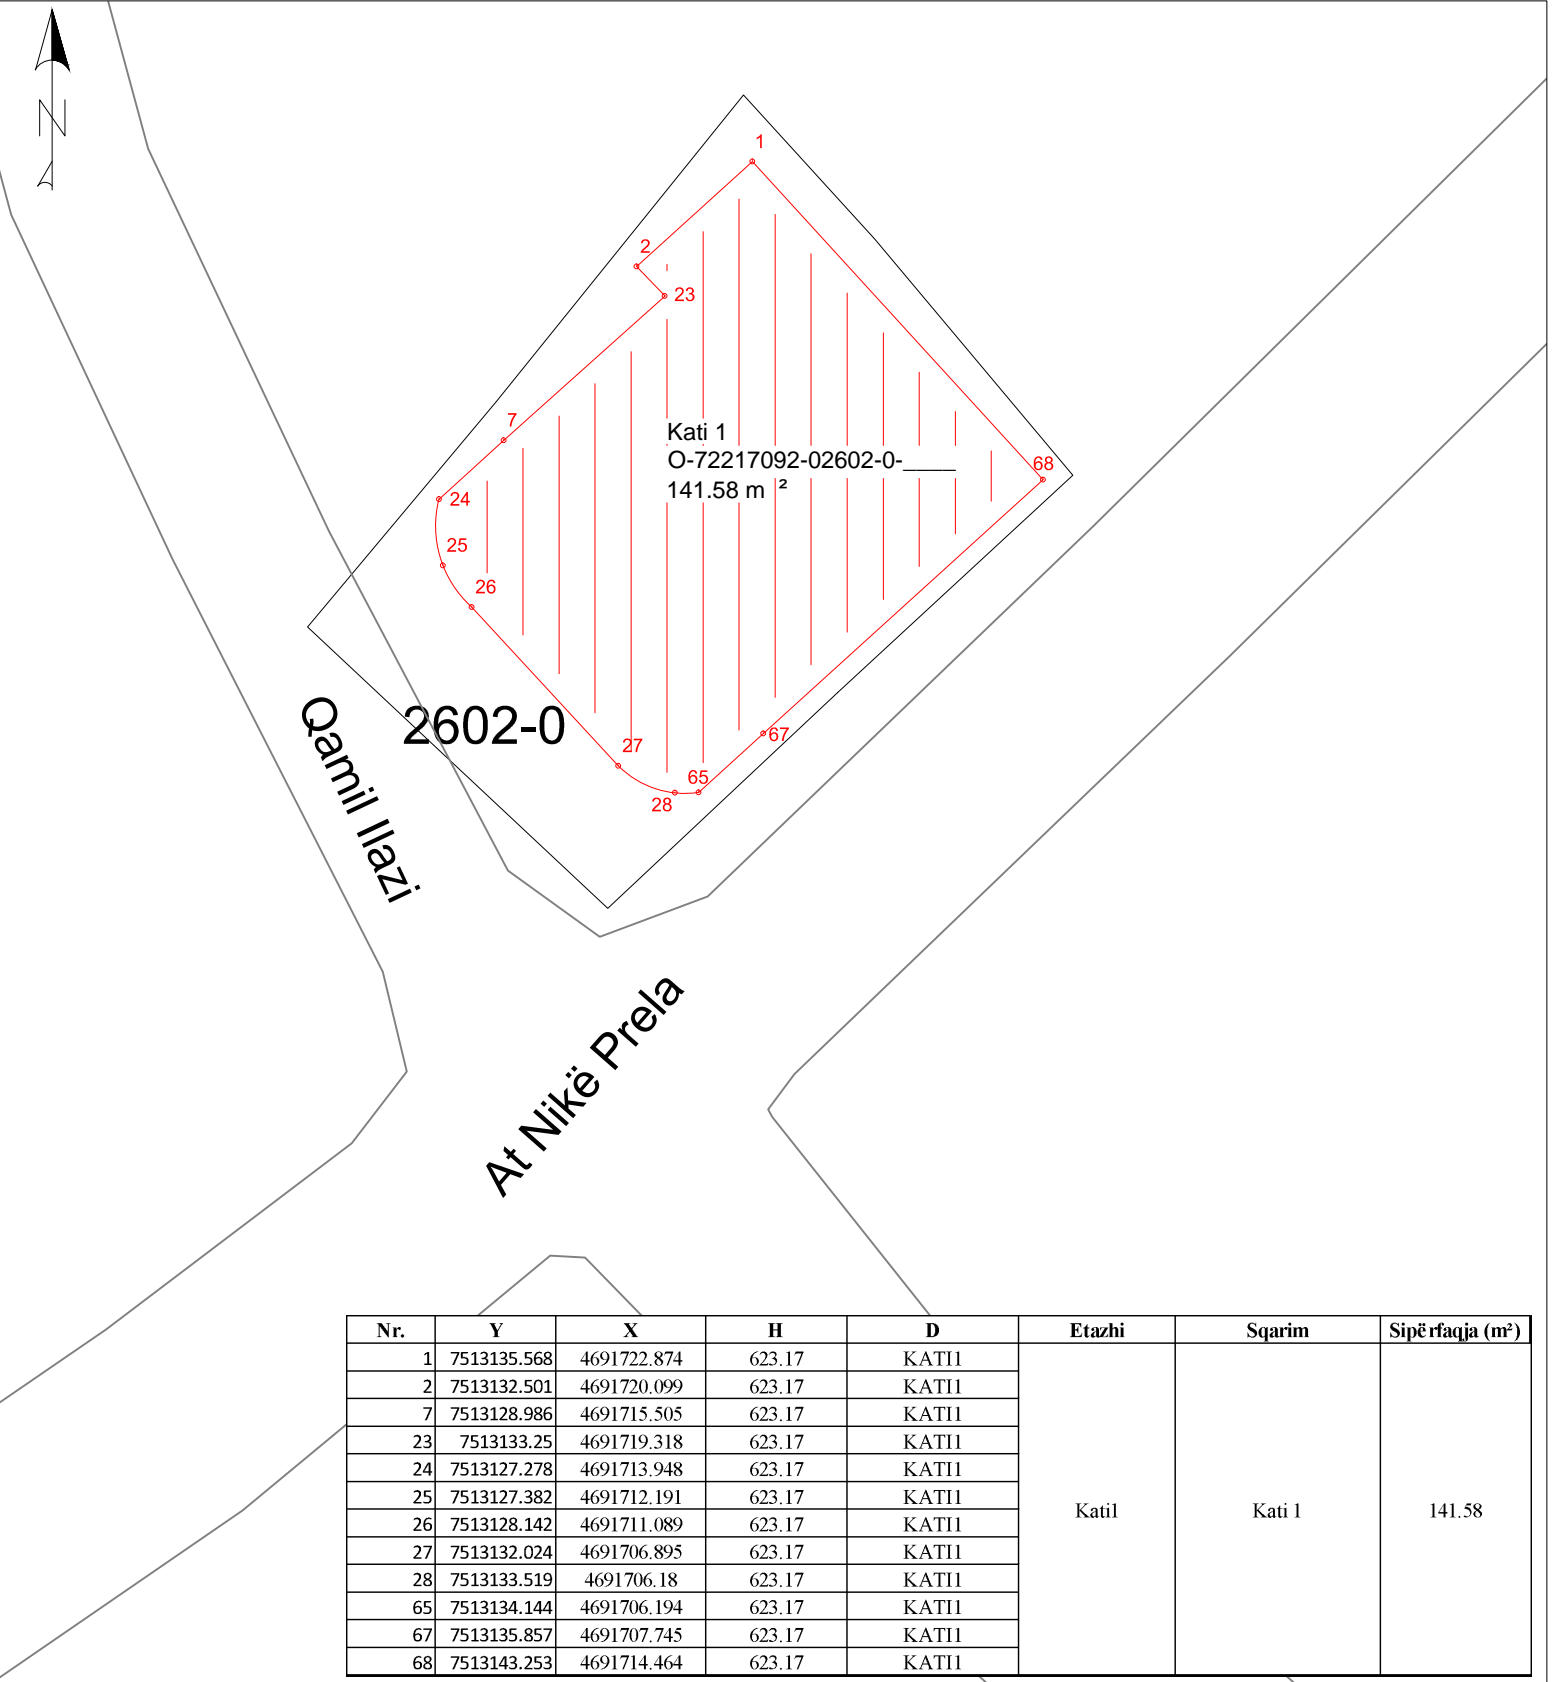 N
1
2
23
7
Kati 1
O-72217092-02602-0-____
141.58 m ²
68
24
25
26
2602-0
27
67
65
28
Qamil Ilazi
At Nikë Prela
Nr. Y X H D Etazhi Sqarim Sipërfaqja (m²)
1 7513135.568 4691722.874 623.17 KATI1
2 7513132.501 4691720.099 623.17 KATI1
7 7513128.986 4691715.505 623.17 KATI1
23 7513133.25 4691719.318 623.17 KATI1
24 7513127.278 4691713.948 623.17 KATI1
25 7513127.382 4691712.191 623.17 KATI1
26 7513128.142 4691711.089 623.17 KATI1
27 7513132.024 4691706.895 623.17 KATI1
28 7513133.519 4691706.18 623.17 KATI1
65 7513134.144 4691706.194 623.17 KATI1
67 7513135.857 4691707.745 623.17 KATI1
68 7513143.253 4691714.464 623.17 KATI1
Kati1 Kati 1 141.58